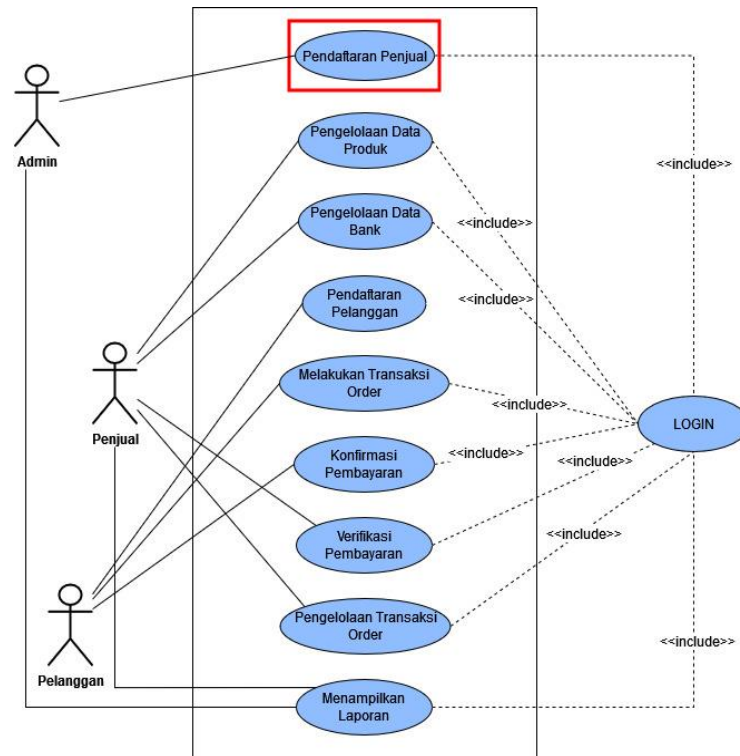 Pendaftaran Penjual
Admin
Pengelolaan Data
Produk
<<include>>
<<include>>
Pengelolaan Data
Bank
<<include>>
Pendaftaran
Pelanggan
Penjual
Melakukan Transaksi
Order
<<include>>
LOGIN
Konfirmasi
Pembayaran
<<include>>
<<include>>
Verifikasi
Pembayaran
<<include>>
Pelanggan
Pengelolaan Transaksi
Order
<<include>>
Menampilkan
Laporan